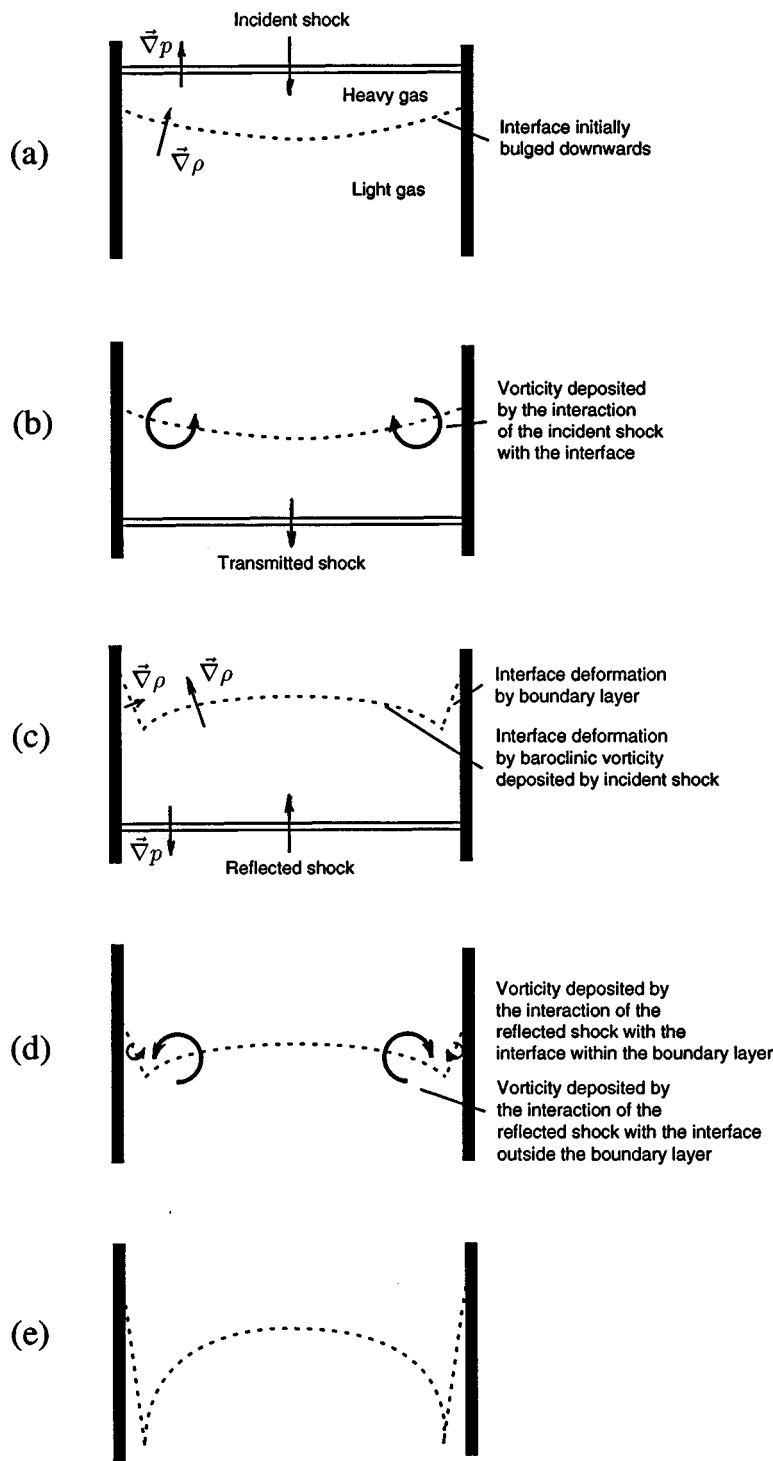 Incident shock
∇⃗p
Heavy gas
Interface initially
bulged downwards
(a)
∇⃗ρ
Light gas
Vorticity deposited
by the interaction
of the incident shock
with the interface
(b)
Transmitted shock
∇⃗ρ
∇⃗ρ
Interface deformation
by boundary layer
(c)
Interface deformation
by baroclinic vorticity
deposited by incident shock
∇⃗p
Reflected shock
Vorticity deposited by
the interaction of the
reflected shock with the
interface within the boundary layer
(d)
Vorticity deposited by
the interaction of the
reflected shock with the interface
outside the boundary layer
(e)